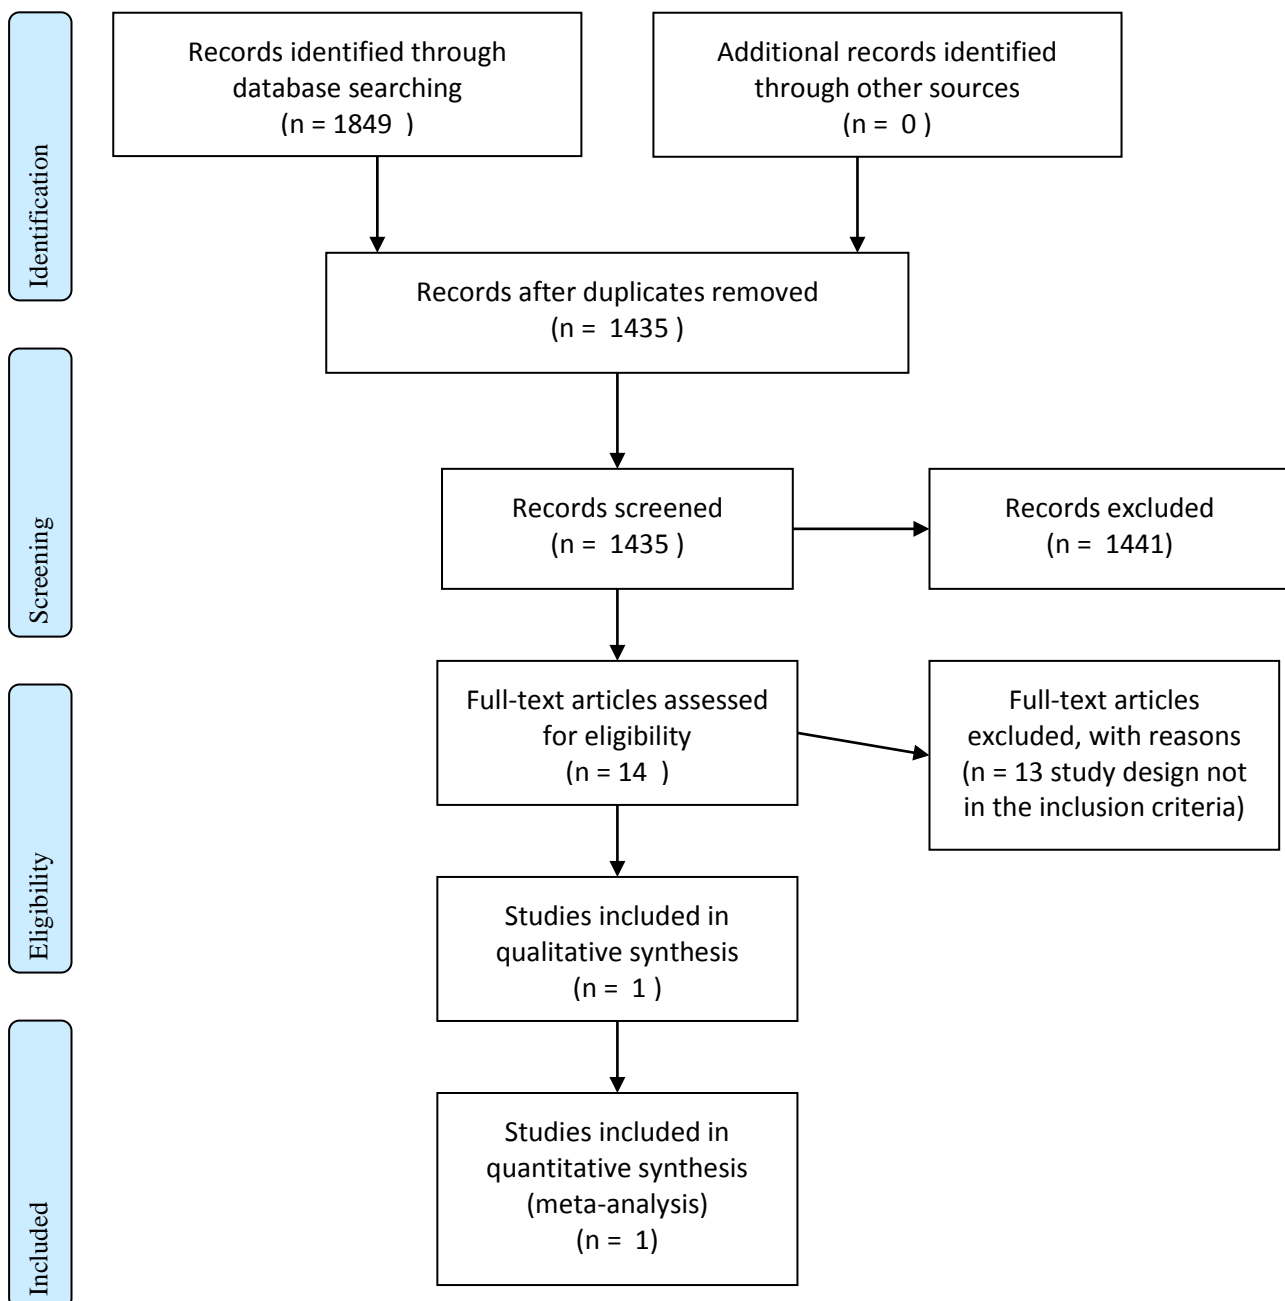 Identification
Records identified through
database searching
(n = 1849  )
Additional records identified
through other sources
(n =  0 )
Records after duplicates removed
(n =  1435 )
Screening
Records screened
(n =  1435 )
Records excluded
(n =  1441)
Eligibility
Full-text articles assessed
for eligibility
(n = 14  )
Full-text articles
excluded, with reasons
(n = 13 study design not
in the inclusion criteria)
Studies included in
qualitative synthesis
(n =  1 )
Included
Studies included in
quantitative synthesis
(meta-analysis)
(n =  1)